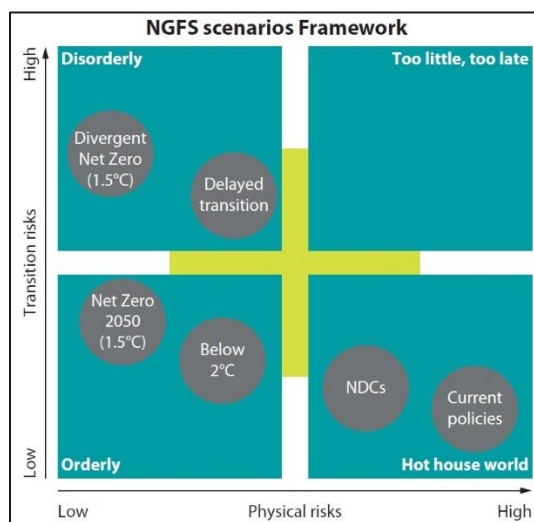 NGFS scenarios Framework
High
Disorderly
Too little, too late
Divergent
Net Zero
(1.5°C)
Delayed
transition
Transition risks
Net Zero
2050
(1.5°C)
Below
2°C
NDCs
Current
policies
Low
Orderly
Hot house world
Low
Physical risks
High